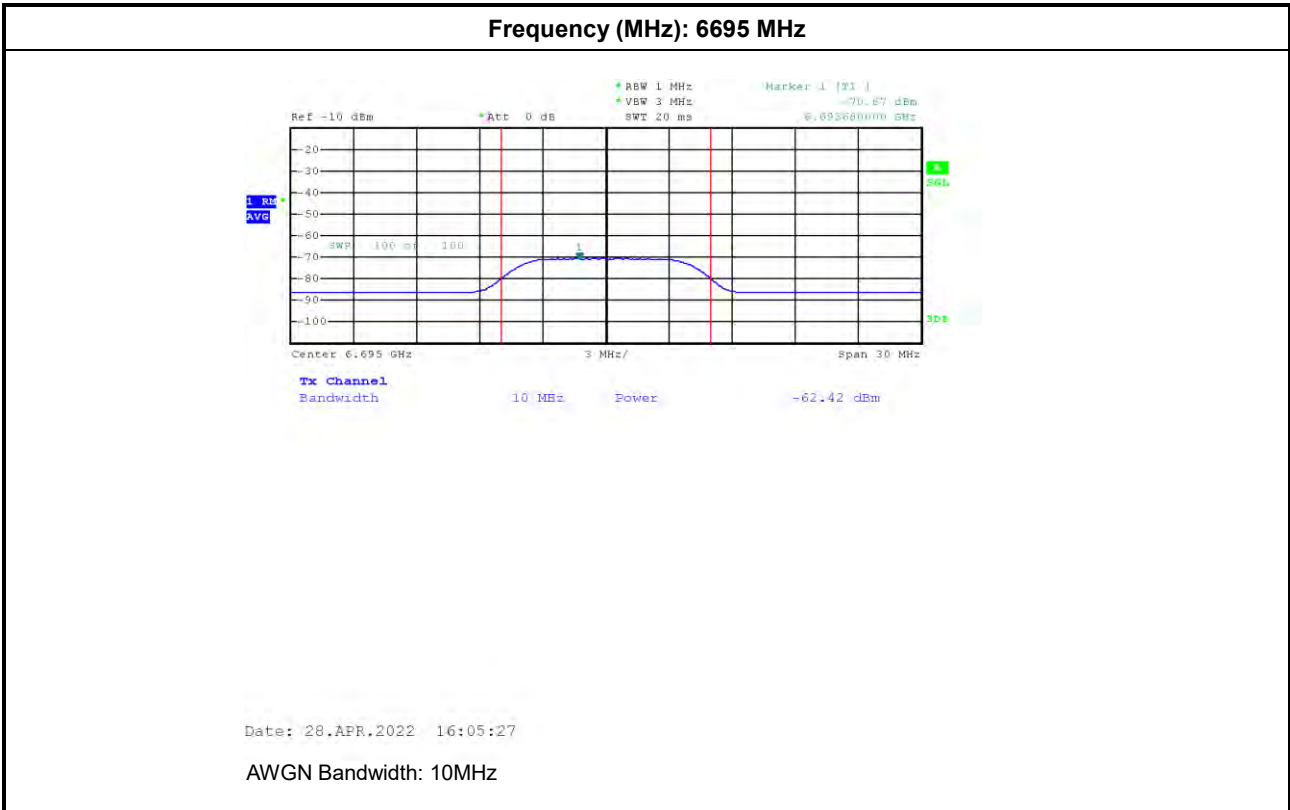 Frequency (MHz): 6695 MHz
* RBW 1 MHz Marker 1 [T1 ]
* VBW 3 MHz -70.67 dBm
Ref -10 dBm * Att 0 dB SWT 20 ms GHz
-20
-30
A
SGL
-40
1 RM *
AVG
-50
-60
SWP 100 of 100
1
-70
-80
-90
-100
3DB
Center 6.695 GHz 3 MHz/ Span 30 MHz
Tx Channel
Bandwidth 10 MHz Power -62.42 dBm
Date: 28.APR.2022 16:05:27
AWGN Bandwidth: 10MHz